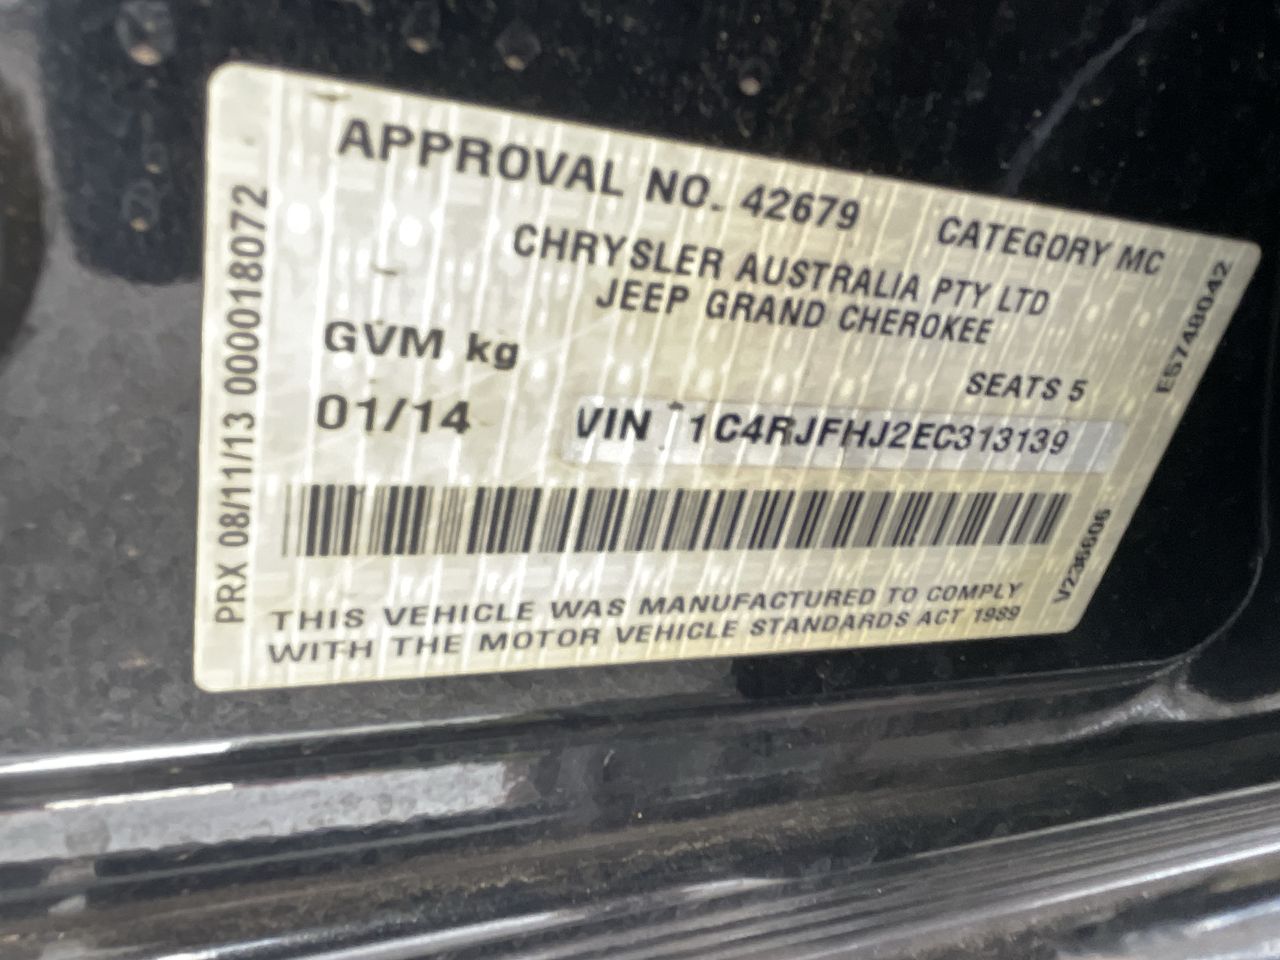 APPROVAL NO. 42679 CATEGORY MC
CHRYSLER AUSTRALIA PTY LTD
JEEP GRAND CHEROKEE
GVM kg
SEATS 5
01/14 VIN 1C4RJFHJ2EC313139
THIS VEHICLE WAS MANUFACTURED TO COMPLY
WITH THE MOTOR VEHICLE STANDARDS ACT 1989
PRX 08/11/13 000018072
E5748042
V236606